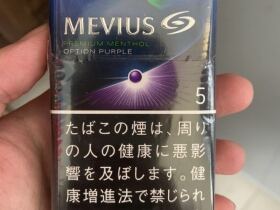 MEVIUS
PREMIUM MENTHOL
OPTION PURPLE
5
たばこの煙は、周り
の人の健康に悪影
響を及ぼします。健
康増進法で禁じられ